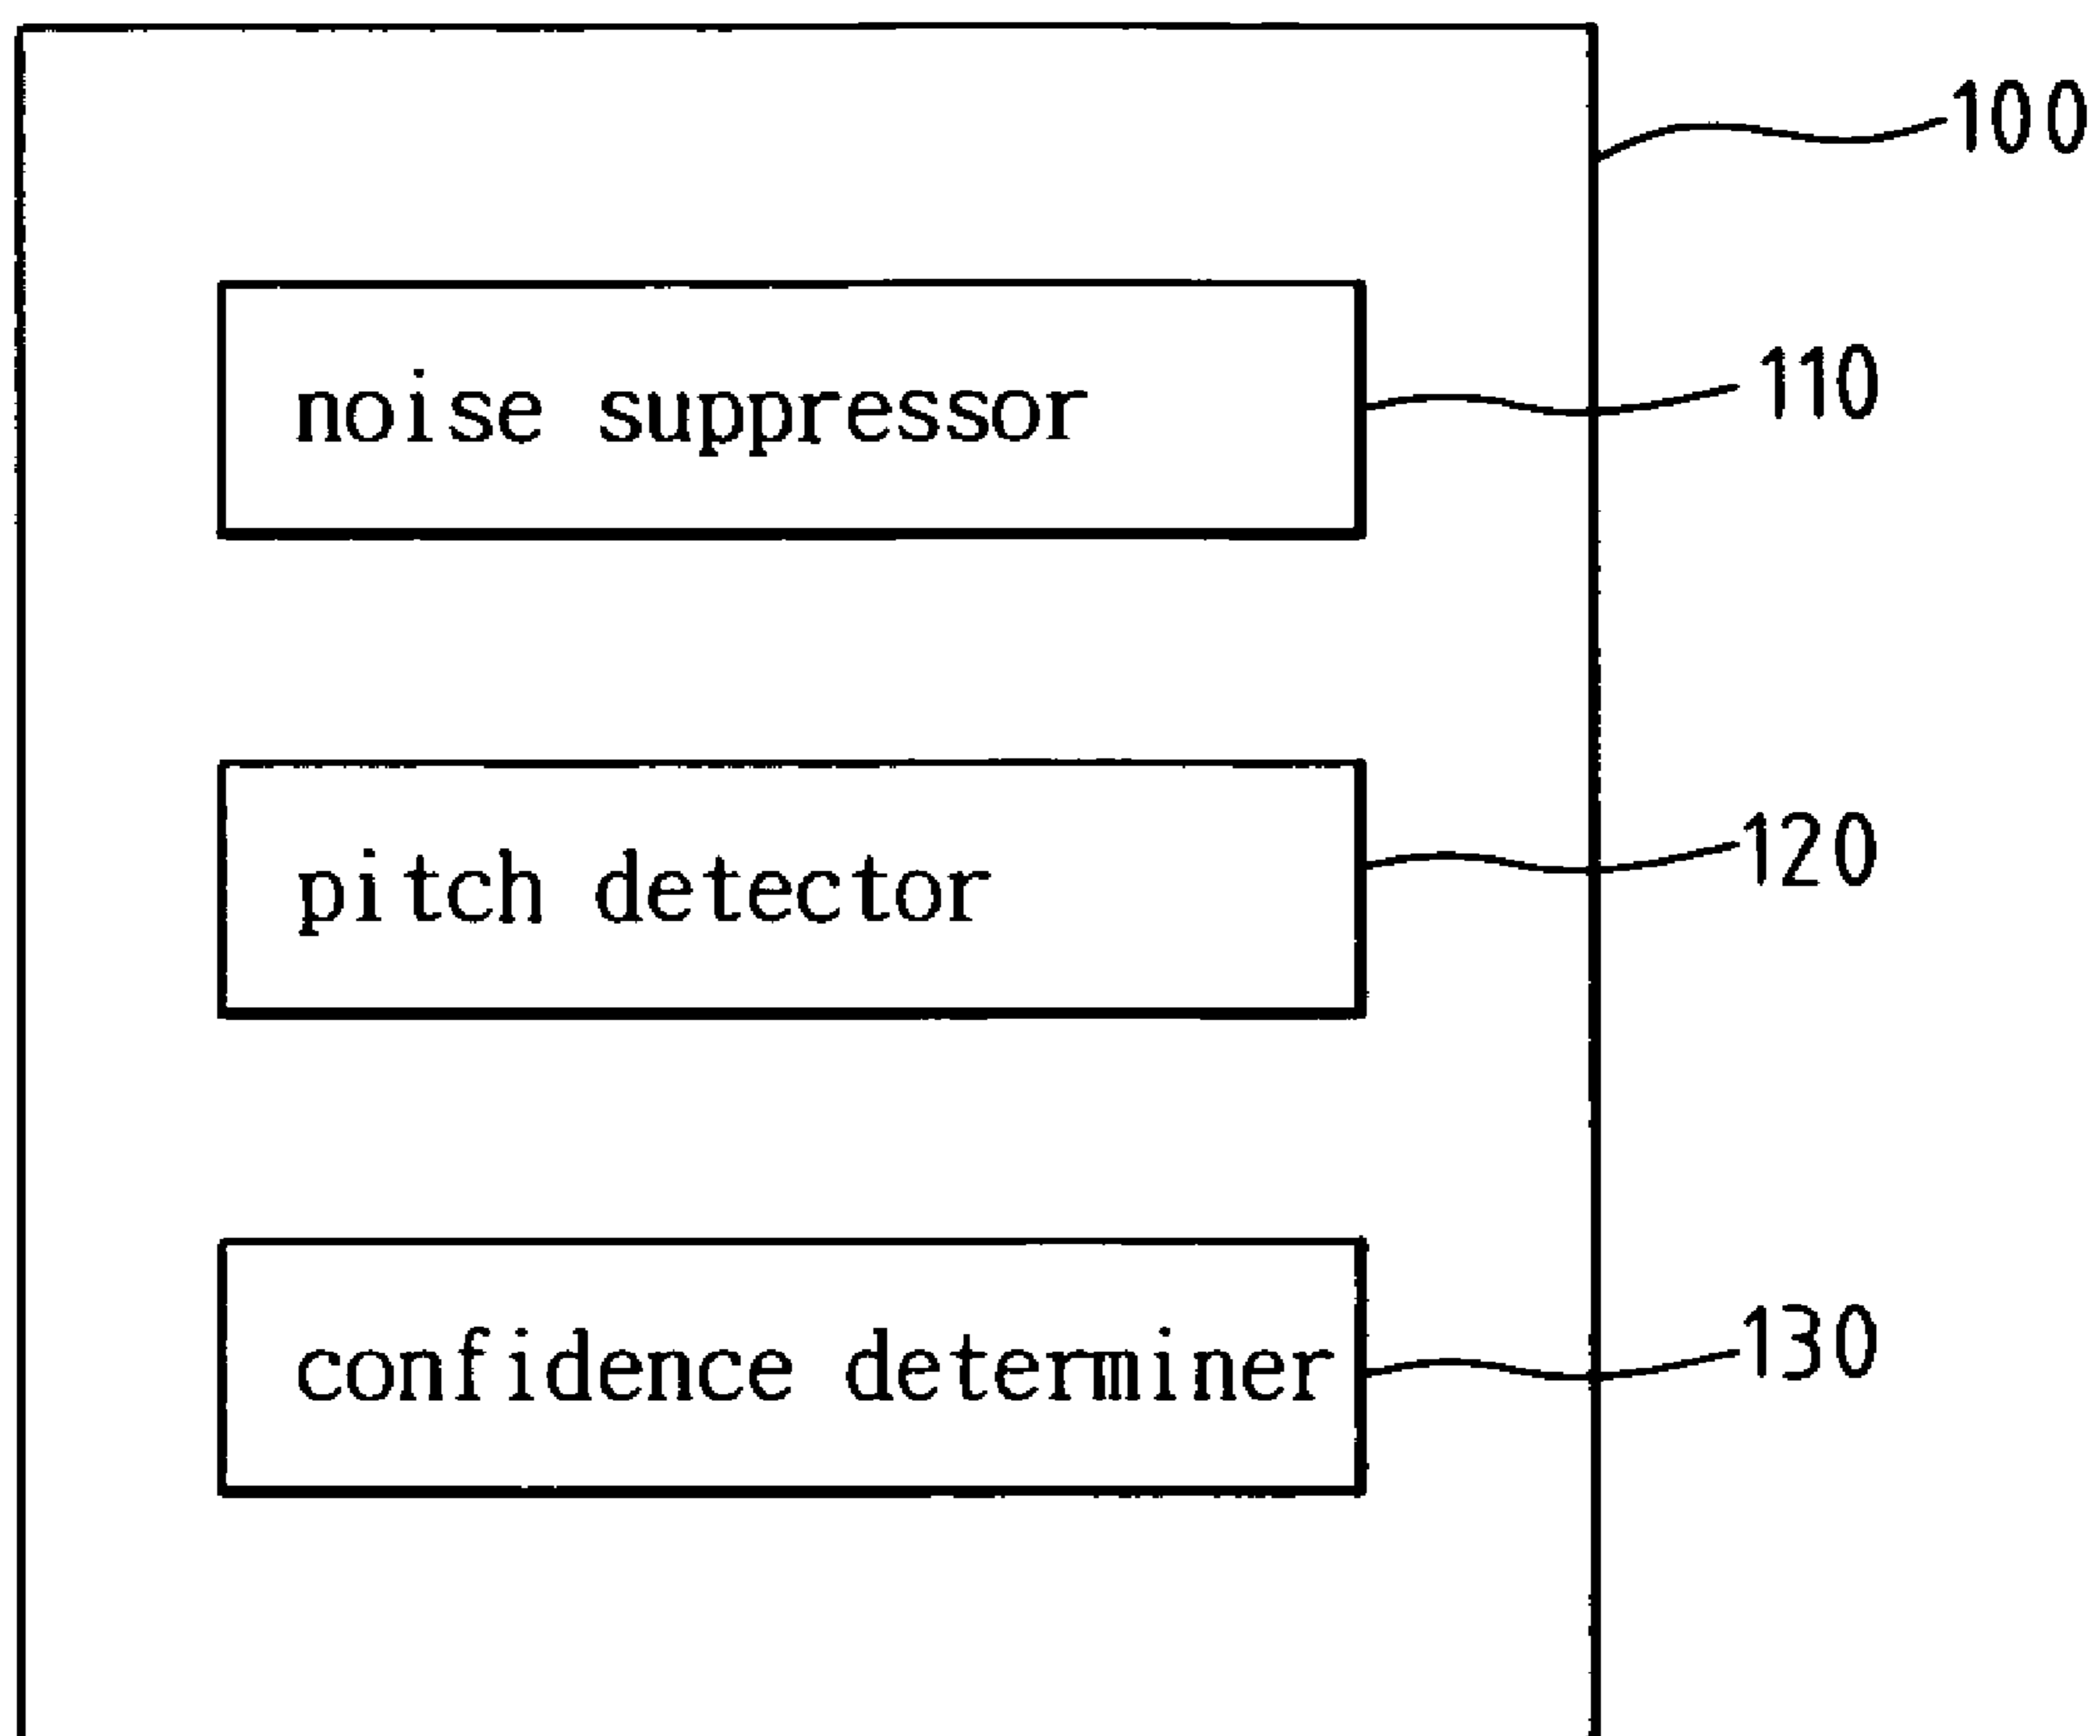 100
noise suppressor
110
pitch detector
120
confidence determiner
130